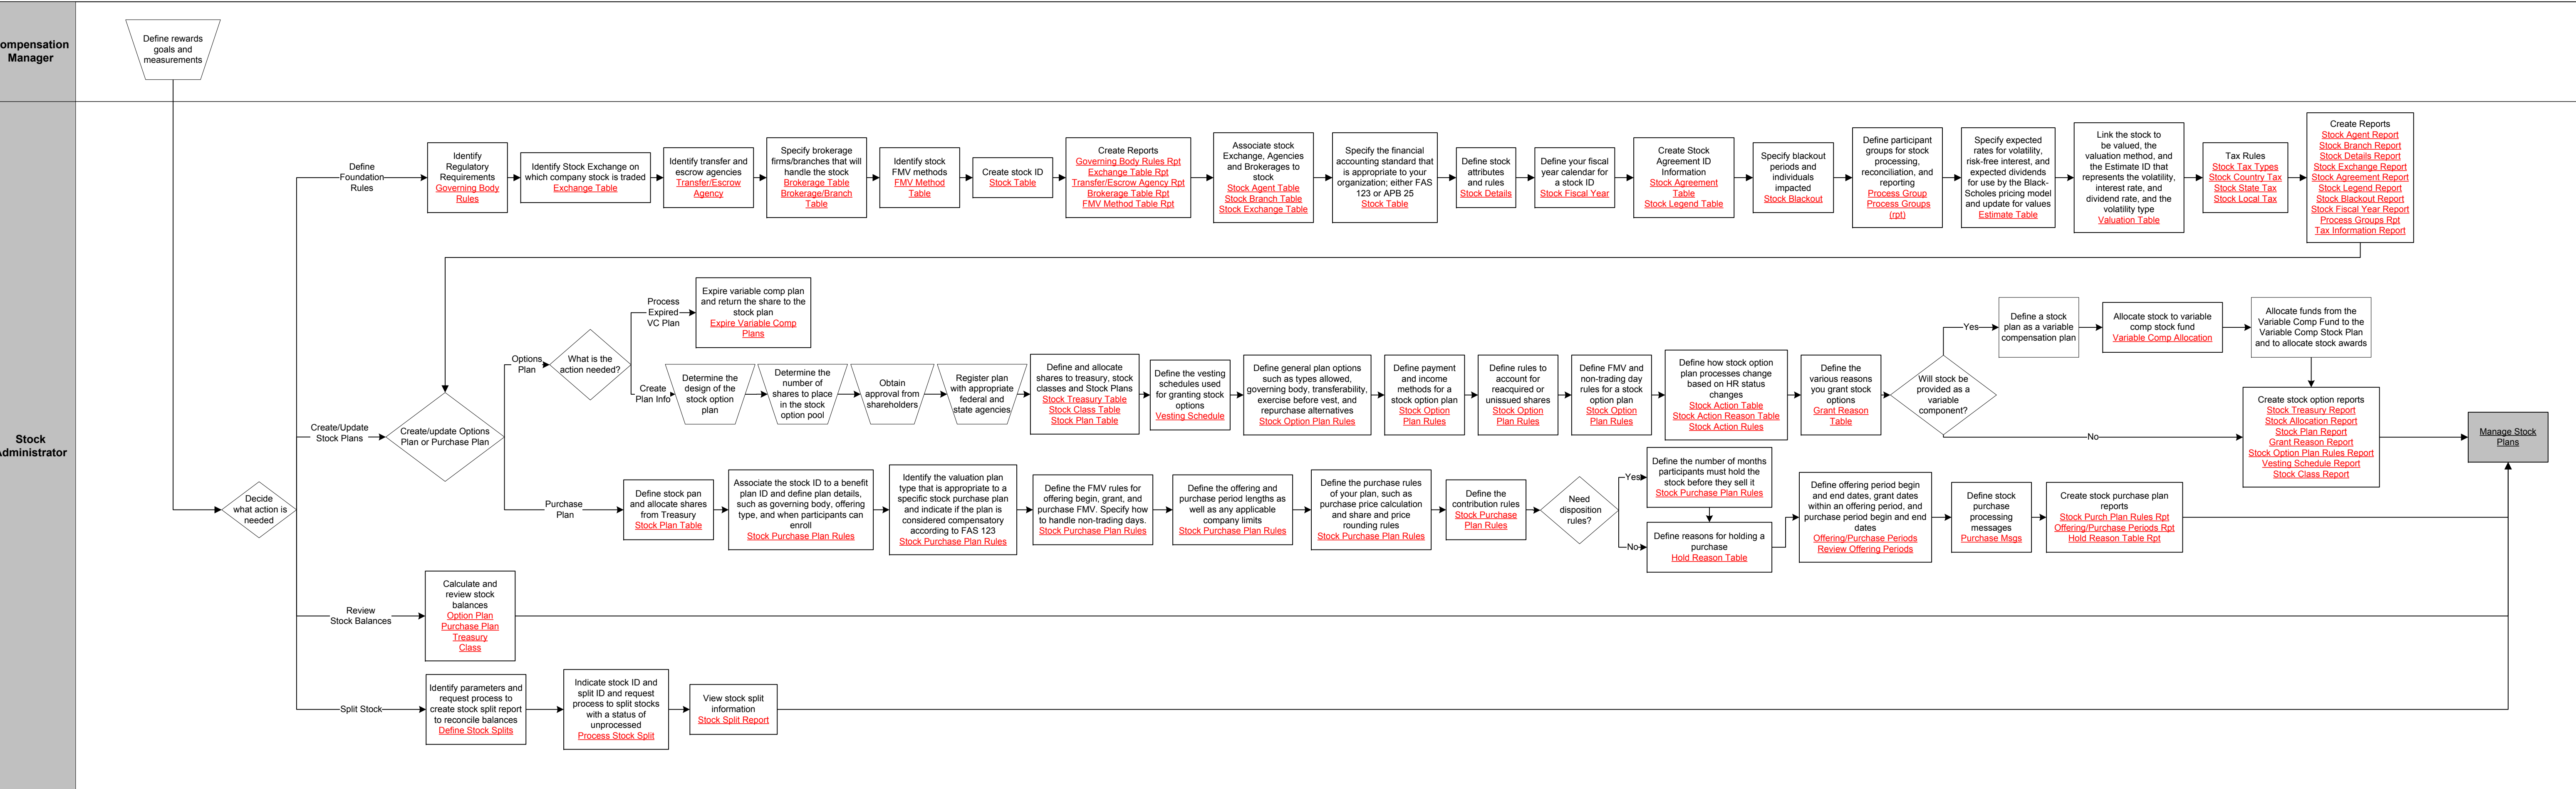 ompensation
Manager
Define rewards
goals and
measurements
Stock
Administrator
Decide
what action is
needed
Define
Foundation
Rules
Identify
Regulatory
Requirements
Governing Body
Rules
Identify Stock Exchange on
which company stock is traded
Exchange Table
Identify transfer and
escrow agencies
Transfer/Escrow
Agency
Specify brokerage
firms/branches that will
handle the stock
Brokerage Table
Brokerage/Branch
Table
Identify stock
FMV methods
FMV Method
Table
Create stock ID
Stock Table
Create Reports
Governing Body Rules Rpt
Exchange Table Rpt
Transfer/Escrow Agency Rpt
Brokerage Table Rpt
FMV Method Table Rpt
Associate stock
Exchange, Agencies
and Brokerages to
stock
Stock Agent Table
Stock Branch Table
Stock Exchange Table
Specify the financial
accounting standard that
is appropriate to your
organization; either FAS
123 or APB 25
Stock Table
Define stock
attributes
and rules
Stock Details
Define your fiscal
year calendar for
a stock ID
Stock Fiscal Year
Create Stock
Agreement ID
Information
Stock Agreement
Table
Stock Legend Table
Specify blackout
periods and
individuals
impacted
Stock Blackout
Define participant
groups for stock
processing,
reconciliation, and
reporting
Process Group
Process Groups
(rpt)
Specify expected
rates for volatility,
risk-free interest, and
expected dividends
for use by the Black-
Scholes pricing model
and update for values
Estimate Table
Link the stock to
be valued, the
valuation method, and
the Estimate ID that
represents the volatility,
interest rate, and
dividend rate, and the
volatility type
Valuation Table
Tax Rules
Stock Tax Types
Stock Country Tax
Stock State Tax
Stock Local Tax
Create Reports
Stock Agent Report
Stock Branch Report
Stock Details Report
Stock Exchange Report
Stock Agreement Report
Stock Legend Report
Stock Blackout Report
Stock Fiscal Year Report
Process Groups Rpt
Tax Information Report
Create/Update
Stock Plans
Create/update Options
Plan or Purchase Plan
Options
Plan
What is the
action needed?
Process
Expired
VC Plan
Expire variable comp plan
and return the share to the
stock plan
Expire Variable Comp
Plans
Create
Plan Info
Determine the
design of the
stock option
plan
Determine the
number of
shares to place
in the stock
option pool
Obtain
approval from
shareholders
Register plan
with appropriate
federal and
state agencies
Define and allocate
shares to treasury, stock
classes and Stock Plans
Stock Treasury Table
Stock Class Table
Stock Plan Table
Define the vesting
schedules used
for granting stock
options
Vesting Schedule
Define general plan options
such as types allowed,
governing body, transferability,
exercise before vest, and
repurchase alternatives
Stock Option Plan Rules
Define payment
and income
methods for a
stock option plan
Stock Option
Plan Rules
Define rules to
account for
reacquired or
unissued shares
Stock Option
Plan Rules
Define FMV and
non-trading day
rules for a stock
option plan
Stock Option
Plan Rules
Define how stock option
plan processes change
based on HR status
changes
Stock Action Table
Stock Action Reason Table
Stock Action Rules
Define the
various reasons
you grant stock
options
Grant Reason
Table
Will stock be
provided as a
variable
component?
Yes
Define a stock
plan as a variable
compensation plan
Allocate stock to variable
comp stock fund
Variable Comp Allocation
Allocate funds from the
Variable Comp Fund to the
Variable Comp Stock Plan
and to allocate stock awards
No
Create stock option reports
Stock Treasury Report
Stock Allocation Report
Stock Plan Report
Grant Reason Report
Stock Option Plan Rules Report
Vesting Schedule Report
Stock Class Report
Manage Stock
Plans
Purchase
Plan
Define stock pan
and allocate shares
from Treasury
Stock Plan Table
Associate the stock ID to a benefit
plan ID and define plan details,
such as governing body, offering
type, and when participants can
enroll
Stock Purchase Plan Rules
Identify the valuation plan
type that is appropriate to a
specific stock purchase plan
and indicate if the plan is
considered compensatory
according to FAS 123
Stock Purchase Plan Rules
Define the FMV rules for
offering begin, grant, and
purchase FMV. Specify how
to handle non-trading days.
Stock Purchase Plan Rules
Define the offering and
purchase period lengths as
well as any applicable
company limits
Stock Purchase Plan Rules
Define the purchase rules
of your plan, such as
purchase price calculation
and share and price
rounding rules
Stock Purchase Plan Rules
Define the
contribution rules
Stock Purchase
Plan Rules
Need
disposition
rules?
Yes
Define the number of months
participants must hold the
stock before they sell it
Stock Purchase Plan Rules
No
Define reasons for holding a
purchase
Hold Reason Table
Define offering period begin
and end dates, grant dates
within an offering period, and
purchase period begin and end
dates
Offering/Purchase Periods
Review Offering Periods
Define stock
purchase
processing
messages
Purchase Msgs
Create stock purchase plan
reports
Stock Purch Plan Rules Rpt
Offering/Purchase Periods Rpt
Hold Reason Table Rpt
Review
Stock Balances
Calculate and
review stock
balances
Option Plan
Purchase Plan
Treasury
Class
Split Stock
Identify parameters and
request process to
create stock split report
to reconcile balances
Define Stock Splits
Indicate stock ID and
split ID and request
process to split stocks
with a status of
unprocessed
Process Stock Split
View stock split
information
Stock Split Report